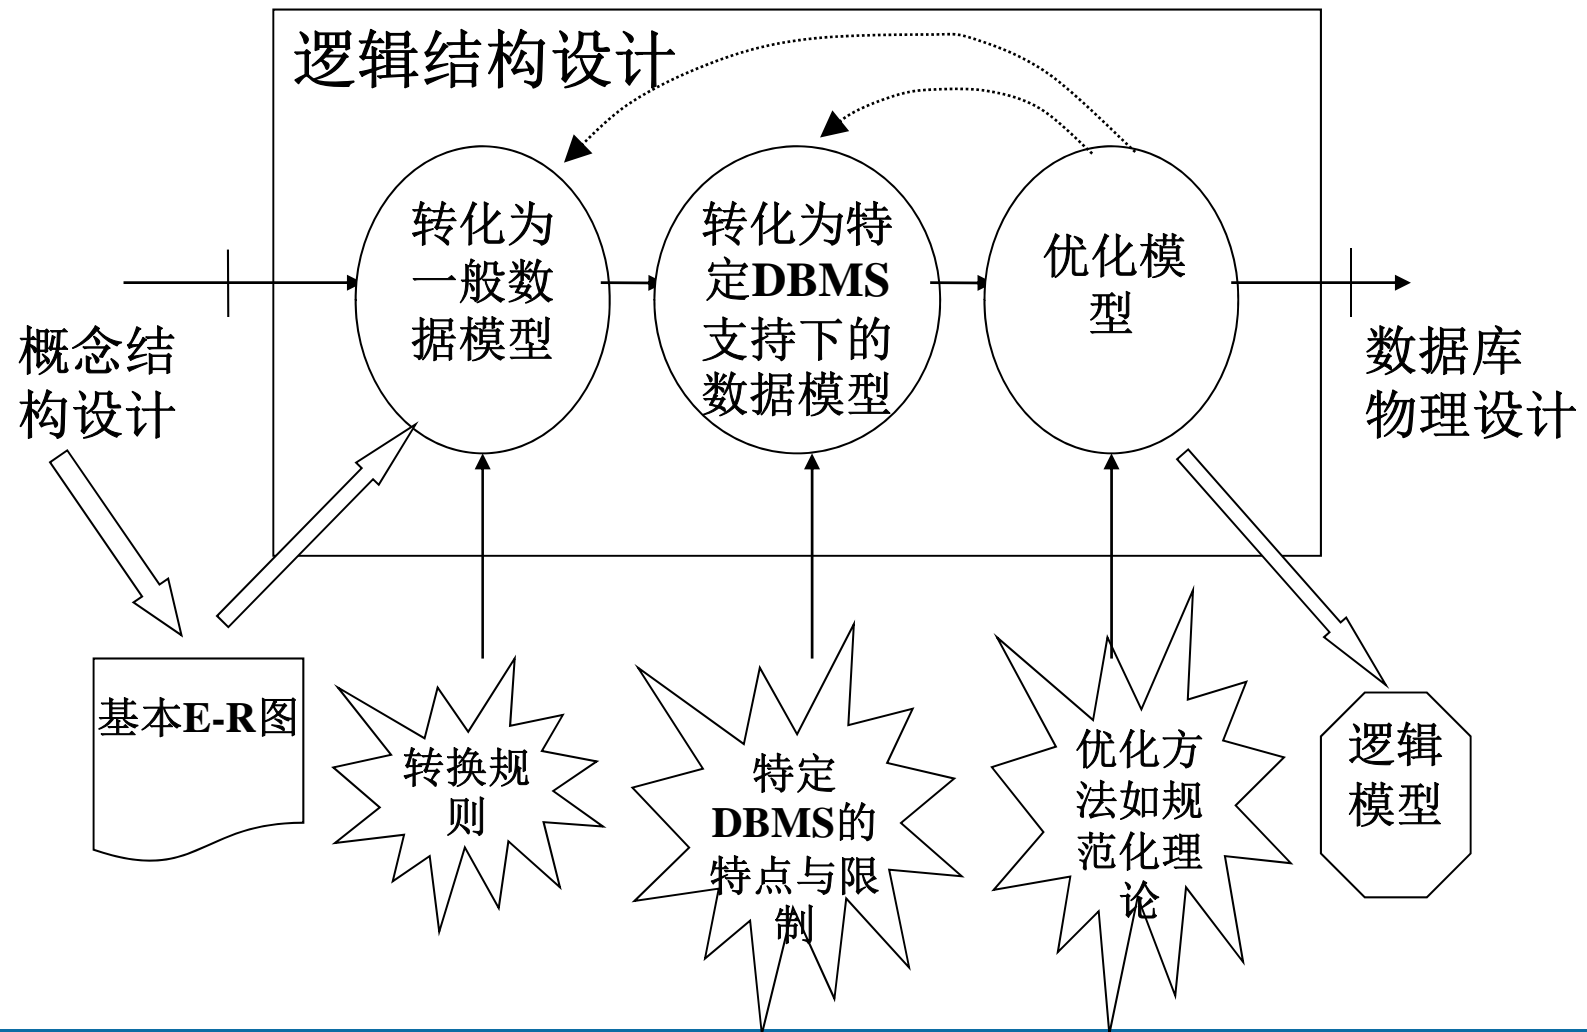 逻辑结构设计
转化为
一般数
据模型
转化为特
定DBMS
支持下的
数据模型
优化模
型
概念结
构设计
数据库
物理设计
基本E-R图
转换规
则
特定
DBMS的
特点与限
制
优化方
法如规
范化理
论
逻辑
模型